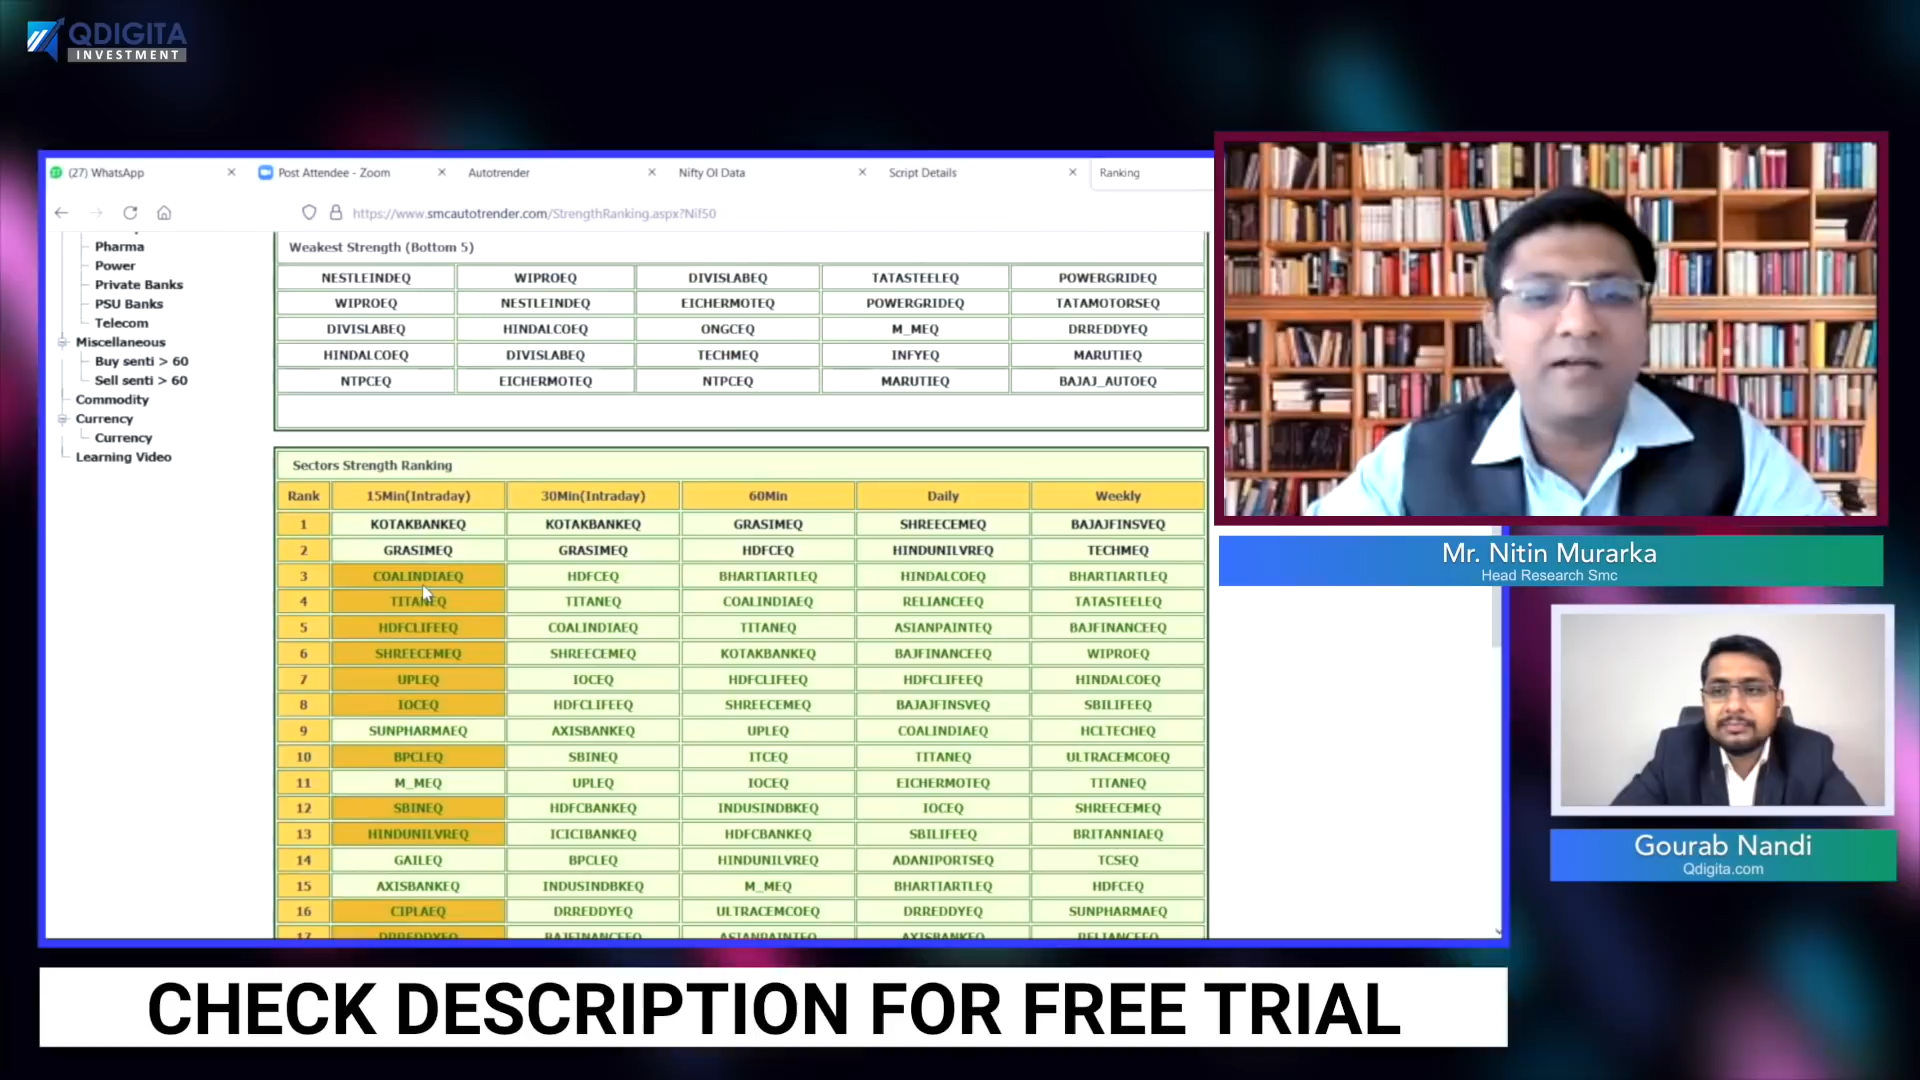 QDIGITA
INVESTMENT
(27) WhatsApp
Post Attendee - Zoom
Autotrender
Nifty OI Data
Script Details
Ranking
https://www.smcautotrender.com/StrengthRanking.aspx?Nif50
Pharma
Power
Private Banks
PSU Banks
Telecom
Miscellaneous
Buy senti > 60
Sell senti > 60
Commodity
Currency
Currency
Learning Video
Weakest Strength (Bottom 5)
NESTLEINDEQ WIPROEQ DIVISLABEQ TATASTEELEQ POWERGRIDEQ
WIPROEQ NESTLEINDEQ EICHERMOTEQ POWERGRIDEQ TATAMOTORSEQ
DIVISLABEQ HINDALCOEQ ONGCEQ M_MEQ DRREDDYEQ
HINDALCOEQ DIVISLABEQ TECHMEQ INFYEQ MARUTIEQ
NTPCEQ EICHERMOTEQ NTPCEQ MARUTIEQ BAJAJ_AUTOEQ
Sectors Strength Ranking
Rank 15Min(Intraday) 30Min(Intraday) 60Min Daily Weekly
1 KOTAKBANKEQ KOTAKBANKEQ GRASIMEQ SHREECEMEQ BAJAJFINSVEQ
2 GRASIMEQ GRASIMEQ HDFCEQ HINDUNILVREQ TECHMEQ
3 COALINDIAEQ HDFCEQ BHARTIARTLEQ HINDALCOEQ BHARTIARTLEQ
4 TITANEQ TITANEQ COALINDIAEQ RELIANCEEQ TATASTEELEQ
5 HDFCLIFEEQ COALINDIAEQ TITANEQ ASIANPAINTEQ BAJFINANCEEQ
6 SHREECEMEQ SHREECEMEQ KOTAKBANKEQ BAJFINANCEEQ WIPROEQ
7 UPLEQ IOCEQ HDFCLIFEEQ HDFCLIFEEQ HINDALCOEQ
8 IOCEQ HDFCLIFEEQ SHREECEMEQ BAJAJFINSVEQ SBILIFEEQ
9 SUNPHARMAEQ AXISBANKEQ UPLEQ COALINDIAEQ HCLTECHEQ
10 BPCLEQ SBINEQ ITCEQ TITANEQ ULTRACEMCOEQ
11 M_MEQ UPLEQ IOCEQ EICHERMOTEQ TITANEQ
12 SBINEQ HDFCBANKEQ INDUSINDBKEQ IOCEQ SHREECEMEQ
13 HINDUNILVREQ ICICIBANKEQ HDFCBANKEQ SBILIFEEQ BRITANNIAEQ
14 GAILEQ BPCLEQ HINDUNILVREQ ADANIPORTSEQ TCSEQ
15 AXISBANKEQ INDUSINDBKEQ M_MEQ BHARTIARTLEQ HDFCEQ
16 CIPLAEQ DRREDDYEQ ULTRACEMCOEQ DRREDDYEQ SUNPHARMAEQ
17 DRREDDYEQ BAJFINANCEEQ ASIANPAINTEQ AXISBANKEQ RELIANCEEQ
Mr. Nitin Murarka
Head Research Smc
Gourab Nandi
Qdigita.com
CHECK DESCRIPTION FOR FREE TRIAL